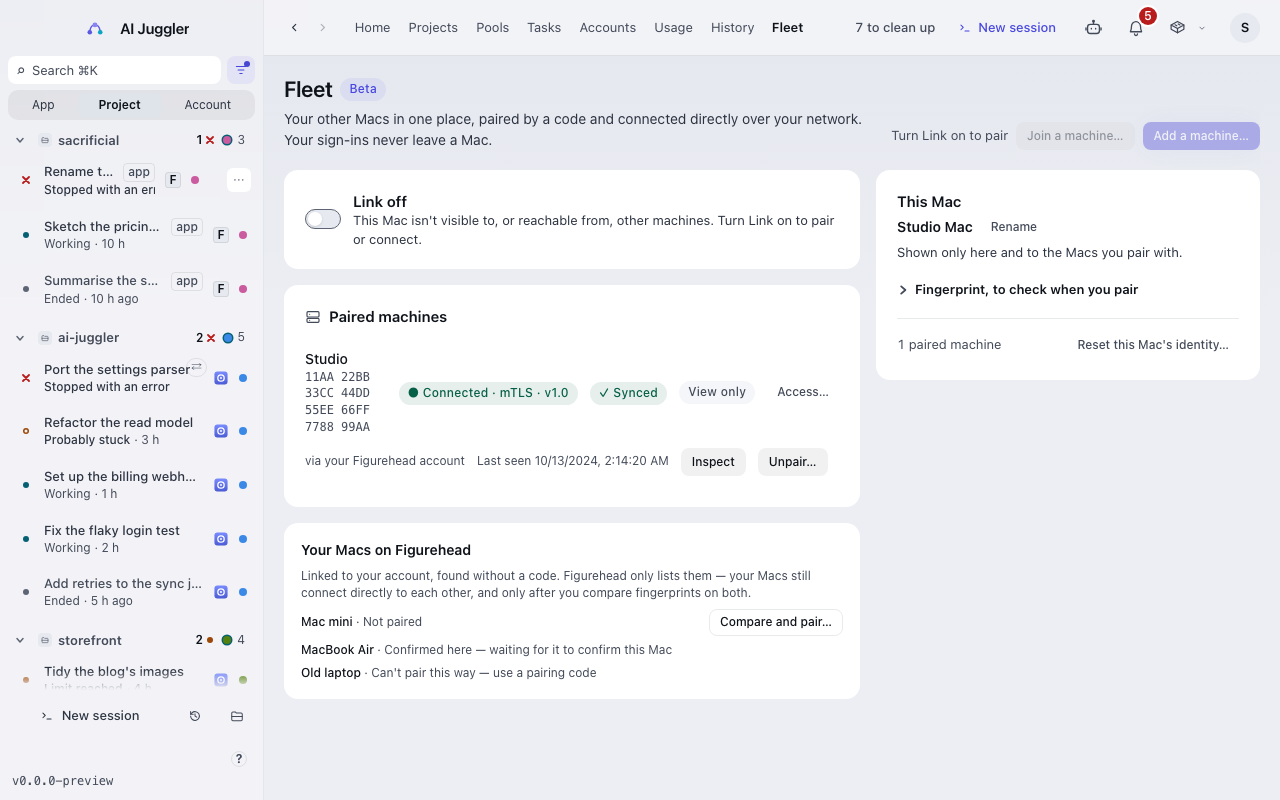 AI Juggler
Search ⌘K
App Project Account
sacrificial 1 3
Rename t... app F
Stopped with an err
Sketch the pricin... app F
Working · 10 h
Summarise the s... app F
Ended · 10 h ago
ai-juggler 2 5
Port the settings parser
Stopped with an error
Refactor the read model
Probably stuck · 3 h
Set up the billing webh...
Working · 1 h
Fix the flaky login test
Working · 2 h
Add retries to the sync j...
Ended · 5 h ago
storefront 2 4
Tidy the blog's images
Limit reached · 4 h
New session
?
v0.0.0-preview
Home Projects Pools Tasks Accounts Usage History Fleet 7 to clean up New session 5 S
Fleet Beta
Your other Macs in one place, paired by a code and connected directly over your network.
Your sign-ins never leave a Mac.
Turn Link on to pair Join a machine... Add a machine...
Link off
This Mac isn't visible to, or reachable from, other machines. Turn Link on to pair
or connect.
Paired machines
Studio
11AA 22BB
33CC 44DD
55EE 66FF
7788 99AA
Connected · mTLS · v1.0 ✓ Synced View only Access...
via your Figurehead account Last seen 10/13/2024, 2:14:20 AM Inspect Unpair...
Your Macs on Figurehead
Linked to your account, found without a code. Figurehead only lists them — your Macs still
connect directly to each other, and only after you compare fingerprints on both.
Mac mini · Not paired Compare and pair...
MacBook Air · Confirmed here — waiting for it to confirm this Mac
Old laptop · Can't pair this way — use a pairing code
This Mac
Studio Mac Rename
Shown only here and to the Macs you pair with.
Fingerprint, to check when you pair
1 paired machine Reset this Mac's identity...